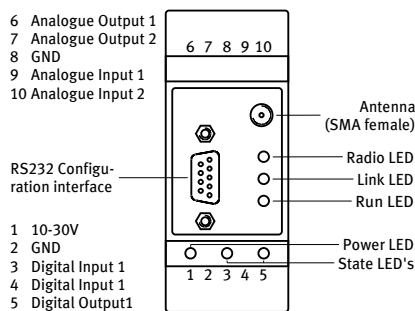 6 Analogue Output 1
7 Analogue Output 2
8 GND
9 Analogue Input 1
10 Analogue Input 2
6 7 8 9 10
Antenna
(SMA female)
Radio LED
Link LED
Run LED
RS232 Configu-
ration interface
1 10-30V
2 GND
3 Digital Input 1
4 Digital Input 1
5 Digital Output1
Power LED
State LED's
1 2 3 4 5